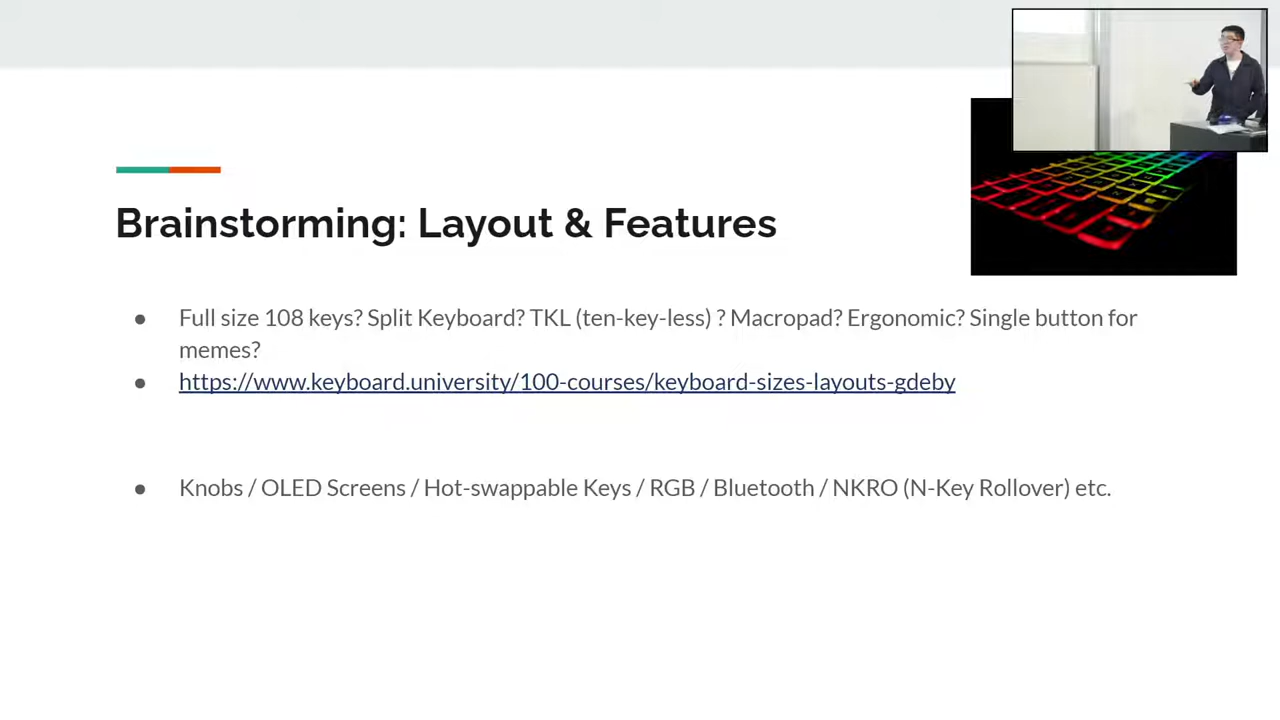 Brainstorming: Layout & Features
● Full size 108 keys? Split Keyboard? TKL (ten-key-less) ? Macropad? Ergonomic? Single button for
memes?
● https://www.keyboard.university/100-courses/keyboard-sizes-layouts-gdeby
● Knobs / OLED Screens / Hot-swappable Keys / RGB / Bluetooth / NKRO (N-Key Rollover) etc.